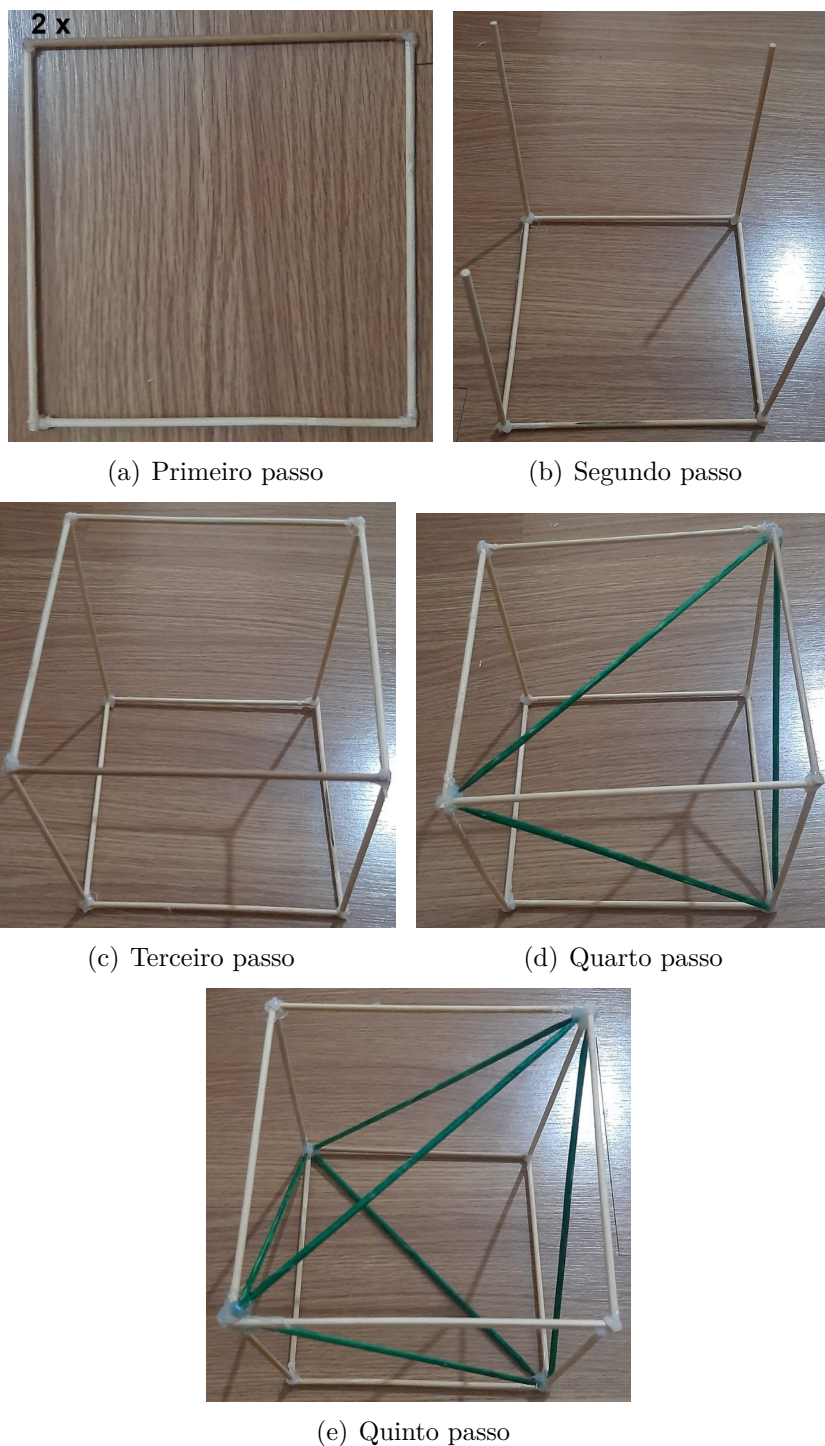 2 x
(a) Primeiro passo
(b) Segundo passo
(c) Terceiro passo
(d) Quarto passo
(e) Quinto passo